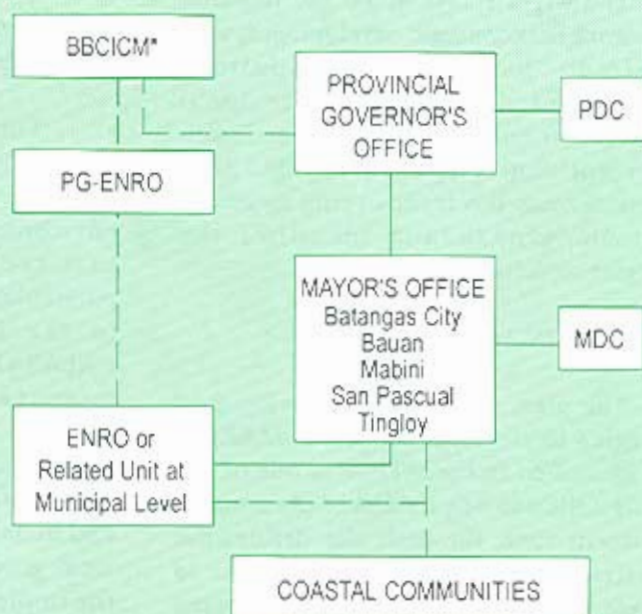 BBCICM*
PROVINCIAL
GOVERNOR'S
OFFICE
PDC
PG-ENRO
MAYOR'S OFFICE
Batangas City
Bauan
Mabini
San Pascual
Tingloy
MDC
ENRO or
Related Unit at
Municipal Level
COASTAL COMMUNITIES